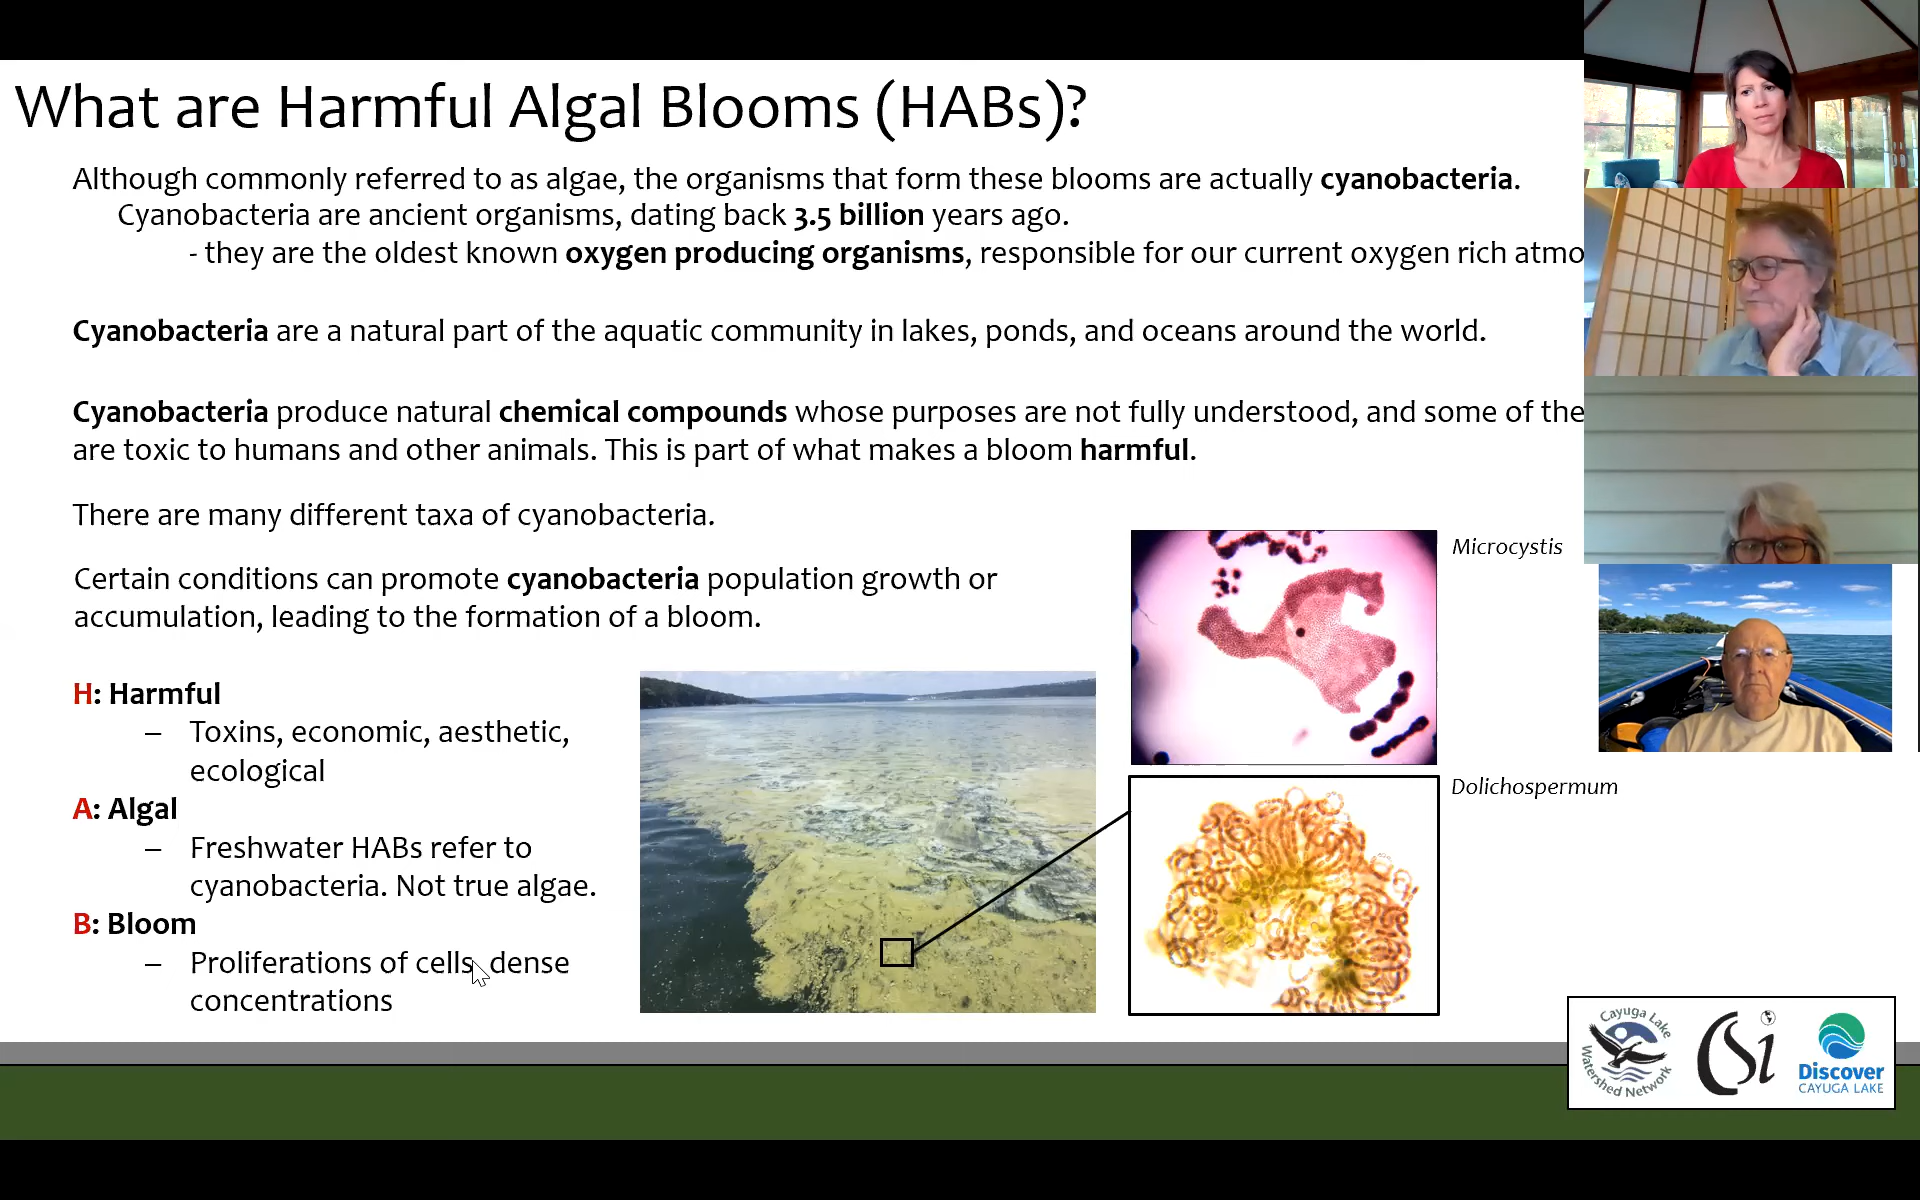 What are Harmful Algal Blooms (HABs)?
Although commonly referred to as algae, the organisms that form these blooms are actually cyanobacteria.
Cyanobacteria are ancient organisms, dating back 3.5 billion years ago.
- they are the oldest known oxygen producing organisms, responsible for our current oxygen rich atmo
Cyanobacteria are a natural part of the aquatic community in lakes, ponds, and oceans around the world.
Cyanobacteria produce natural chemical compounds whose purposes are not fully understood, and some of the
are toxic to humans and other animals. This is part of what makes a bloom harmful.
There are many different taxa of cyanobacteria.
Certain conditions can promote cyanobacteria population growth or
accumulation, leading to the formation of a bloom.
H: Harmful
– Toxins, economic, aesthetic,
ecological
A: Algal
– Freshwater HABs refer to
cyanobacteria. Not true algae.
B: Bloom
– Proliferations of cells, dense
concentrations
Microcystis
Dolichospermum
Cayuga Lake
Watershed Network
CSi
Discover
CAYUGA LAKE